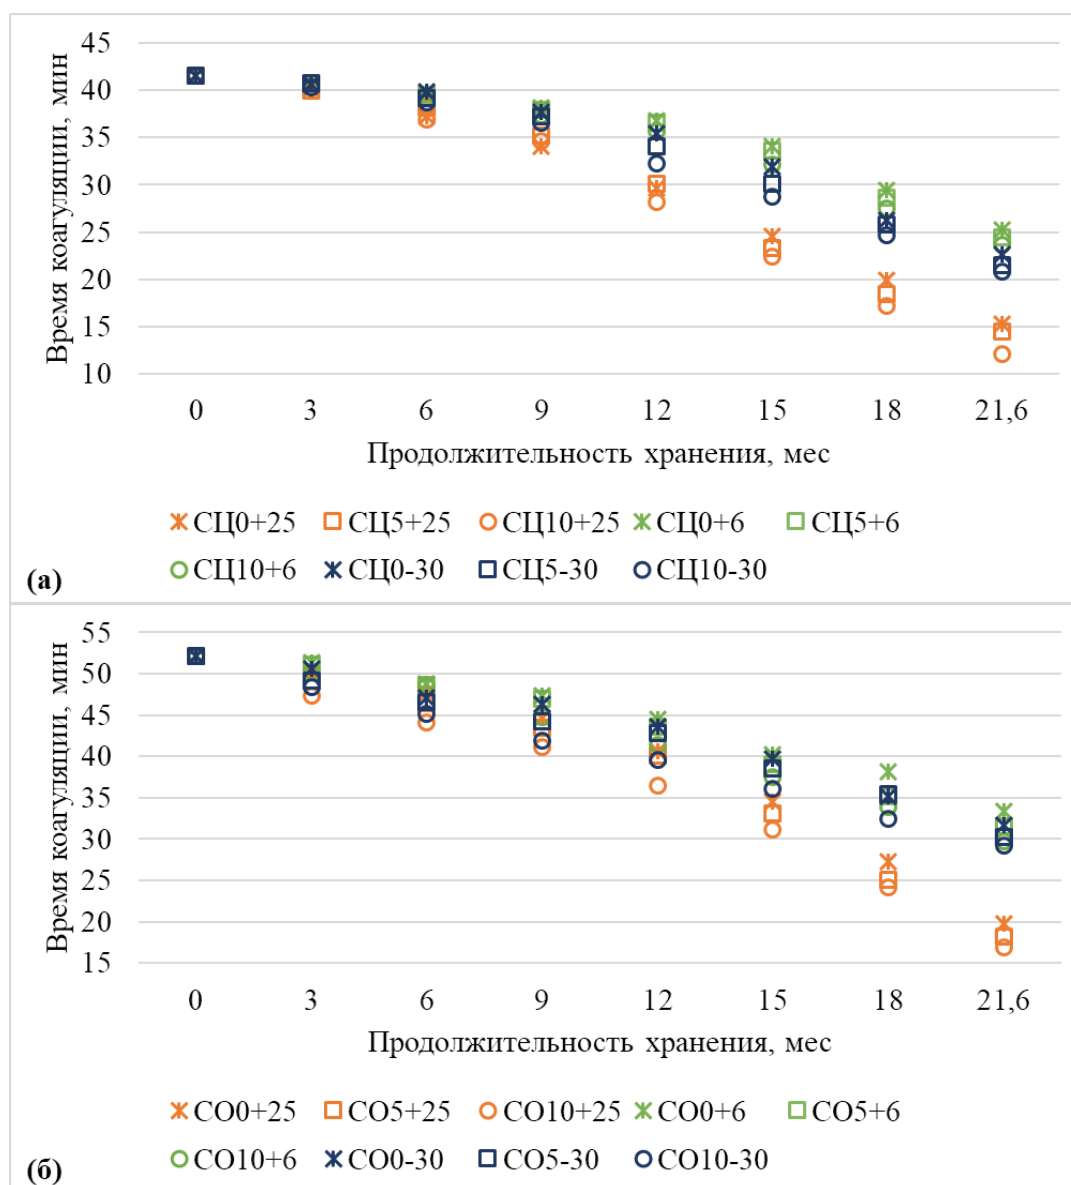 45
40
35
30
25
20
15
10
Время коагуляции, мин
0 3 6 9 12 15 18 21,6
Продолжительность хранения, мес
СЦ0+25 СЦ5+25 СЦ10+25 СЦ0+6 СЦ5+6
СЦ10+6 СЦ0-30 СЦ5-30 СЦ10-30
(а)
55
50
45
40
35
30
25
20
15
Время коагуляции, мин
0 3 6 9 12 15 18 21,6
Продолжительность хранения, мес
СО0+25 СО5+25 СО10+25 СО0+6 СО5+6
СО10+6 СО0-30 СО5-30 СО10-30
(б)